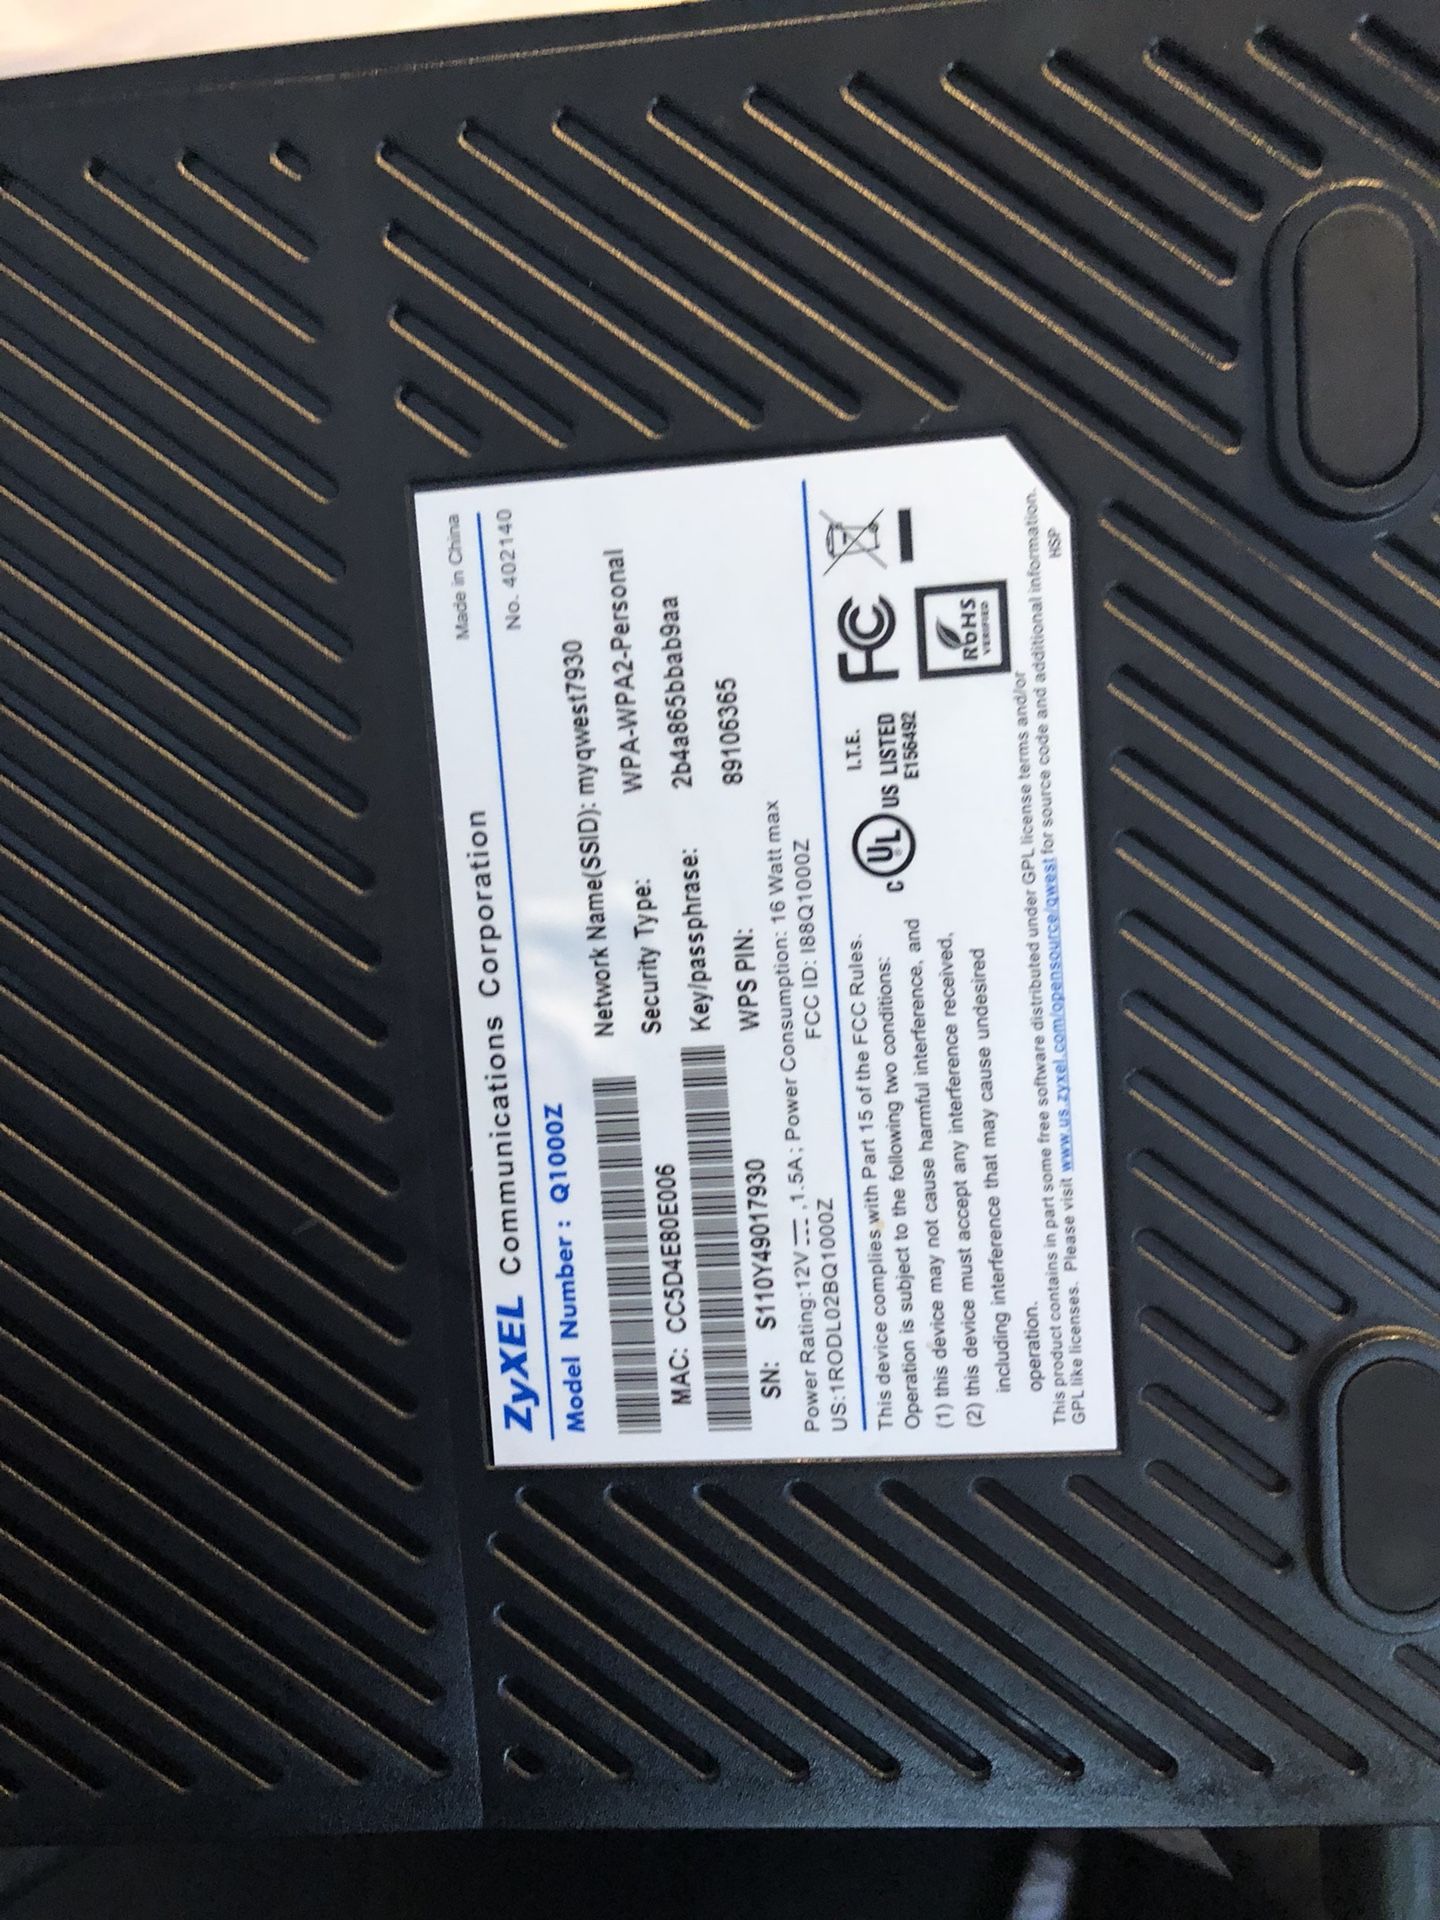 Made in China
ZyXEL Communications Corporation
Model Number: Q1000Z
No. 402140
Network Name(SSID): myqwest7930
Security Type: WPA-WPA2-Personal
MAC: CC5D4E80E006
Key/passphrase: 2b4a865bbbab9aa
WPS PIN: 89106365
SN: S110Y49017930
Power Rating:12V⎓,1.5A; Power Consumption: 16 Watt max
US:1RODL02BQ1000Z FCC ID: I88Q1000Z
This device complies with Part 15 of the FCC Rules.
Operation is subject to the following two conditions:
(1) this device may not cause harmful interference, and
(2) this device must accept any interference received,
including interference that may cause undesired
operation.
I.T.E.
C UL US LISTED
E156492
FC
RoHS
VERIFIED
This product contains in part some free software distributed under GPL license terms and/or
GPL like licenses. Please visit www.us.zyxel.com/opensource/qwest for source code and additional information.
HSP